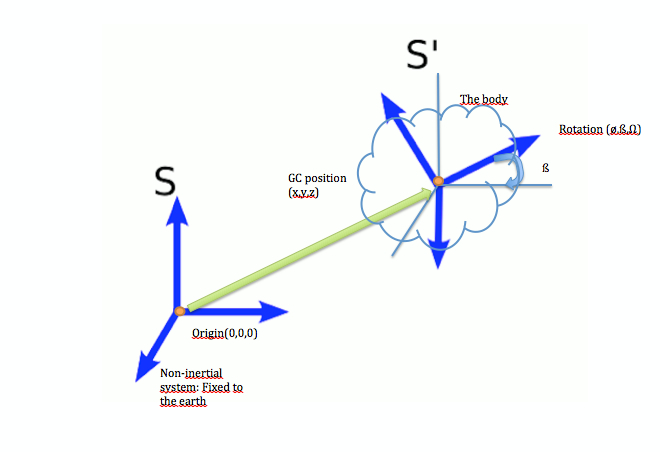 S'
The body
Rotation (ø,ß,Ω)
ß
GC position
(x,y,z)
S
Origin(0,0,0)
Non-inertial
system: Fixed to
the earth